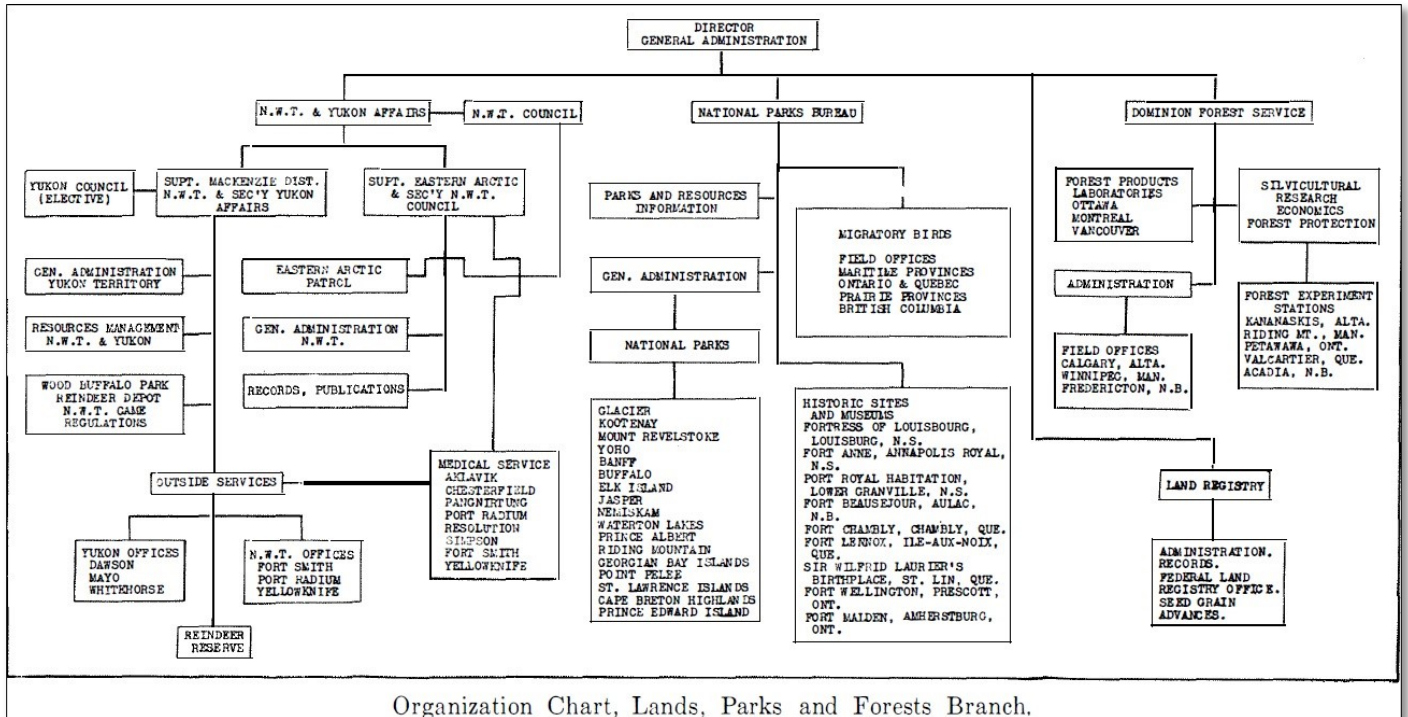 DIRECTOR
GENERAL ADMINISTRATION
N.W.T. & YUKON AFFAIRS
N.W.T. COUNCIL
NATIONAL PARKS BUREAU
DOMINION FOREST SERVICE
YUKON COUNCIL
(ELECTIVE)
SUPT. MACKENZIE DIST.
N.W.T. & SEC'Y YUKON
AFFAIRS
SUPT. EASTERN ARCTIC
& SEC'Y N.W.T.
COUNCIL
GEN. ADMINISTRATION
YUKON TERRITORY
EASTERN ARCTIC
PATROL
RESOURCES MANAGEMENT
N.W.T. & YUKON
GEN. ADMINISTRATION
N.W.T.
WOOD BUFFALO PARK
REINDEER DEPOT
N.W.T. GAME
REGULATIONS
RECORDS, PUBLICATIONS
OUTSIDE SERVICES
MEDICAL SERVICE
AKLAVIK
CHESTERFIELD
PANGNIRTUNG
PORT RADIUM
RESOLUTION
SIMPSON
FORT SMITH
YELLOWKNIFE
YUKON OFFICES
DAWSON
MAYO
WHITEHORSE
N.W.T. OFFICES
FORT SMITH
PORT RADIUM
YELLOWKNIFE
REINDEER
RESERVE
PARKS AND RESOURCES
INFORMATION
GEN. ADMINISTRATION
NATIONAL PARKS
GLACIER
KOOTENAY
MOUNT REVELSTOKE
YOHO
BANFF
BUFFALO
ELK ISLAND
JASPER
NEMISKAM
WATERTON LAKES
PRINCE ALBERT
RIDING MOUNTAIN
GEORGIAN BAY ISLANDS
POINT PELEE
ST. LAWRENCE ISLANDS
CAPE BRETON HIGHLANDS
PRINCE EDWARD ISLAND
MIGRATORY BIRDS
FIELD OFFICES
MARITIME PROVINCES
ONTARIO & QUEBEC
PRAIRIE PROVINCES
BRITISH COLUMBIA
HISTORIC SITES
AND MUSEUMS
FORTRESS OF LOUISBOURG,
LOUISBURG, N.S.
FORT ANNE, ANNAPOLIS ROYAL,
N.S.
PORT ROYAL HABITATION,
LOWER GRANVILLE, N.S.
FORT BEAUSEJOUR, AULAC,
N.B.
FORT CHAMBLY, CHAMBLY, QUE.
FORT LENNOX, ILE-AUX-NOIX,
QUE.
SIR WILFRID LAURIER'S
BIRTHPLACE, ST. LIN, QUE.
FORT WELLINGTON, PRESCOTT,
ONT.
FORT MALDEN, AMHERSTBURG,
ONT.
FOREST PRODUCTS
LABORATORIES
OTTAWA
MONTREAL
VANCOUVER
SILVICULTURAL
RESEARCH
ECONOMICS
FOREST PROTECTION
ADMINISTRATION
FOREST EXPERIMENT
STATIONS
KANANASKIS, ALTA.
RIDING MT., MAN.
PETAWAWA, ONT.
VALCARTIER, QUE.
ACADIA, N.B.
FIELD OFFICES
CALGARY, ALTA.
WINNIPEG, MAN.
FREDERICTON, N.B.
LAND REGISTRY
ADMINISTRATION.
RECORDS.
FEDERAL LAND
REGISTRY OFFICE.
SEED GRAIN
ADVANCES.
Organization Chart, Lands, Parks and Forests Branch,